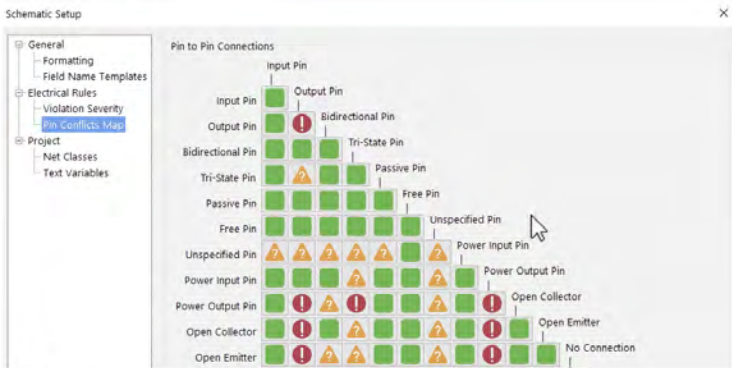 Schematic Setup
General
Formatting
Field Name Templates
Electrical Rules
Violation Severity
Pin Conflicts Map
Project
Net Classes
Text Variables
Pin to Pin Connections
Input Pin
Input Pin
Output Pin
Output Pin
Bidirectional Pin
Bidirectional Pin
Tri-State Pin
Tri-State Pin
Passive Pin
Passive Pin
Free Pin
Free Pin
Unspecified Pin
Unspecified Pin
Power Input Pin
Power Input Pin
Power Output Pin
Power Output Pin
Open Collector
Open Collector
Open Emitter
Open Emitter
No Connection